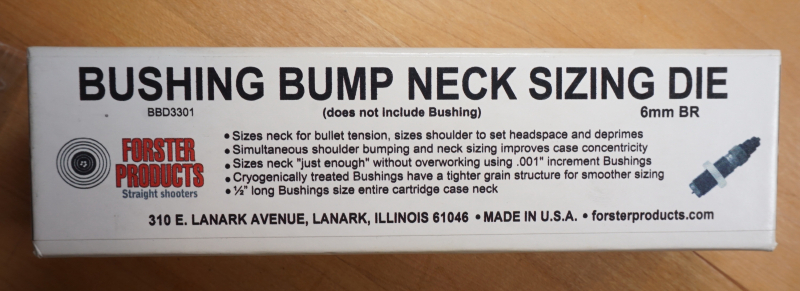 BUSHING BUMP NECK SIZING DIE
BBD3301 (does not include Bushing) 6mm BR
FORSTER
PRODUCTS
Straight shooters
• Sizes neck for bullet tension, sizes shoulder to set headspace and deprimes
• Simultaneous shoulder bumping and neck sizing improves case concentricity
• Sizes neck "just enough" without overworking using .001" increment Bushings
• Cryogenically treated Bushings have a tighter grain structure for smoother sizing
• ½" long Bushings size entire cartridge case neck
310 E. LANARK AVENUE, LANARK, ILLINOIS 61046 • MADE IN U.S.A. • forsterproducts.com